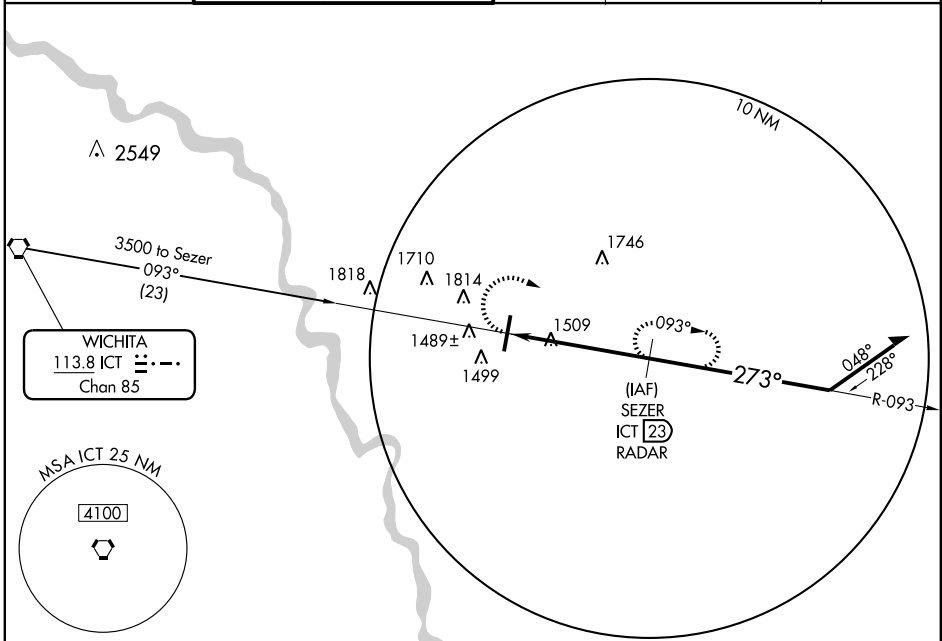 10 NM
2549
3500 to Sezer
093°
(23)
1746
1818
1710
1814
1489±
1499
1509
093°
WICHITA
113.8 ICT
Chan 85
273°
048°
228°
R-093
(IAF)
SEZER
ICT 23
RADAR
MSA ICT 25 NM
4100